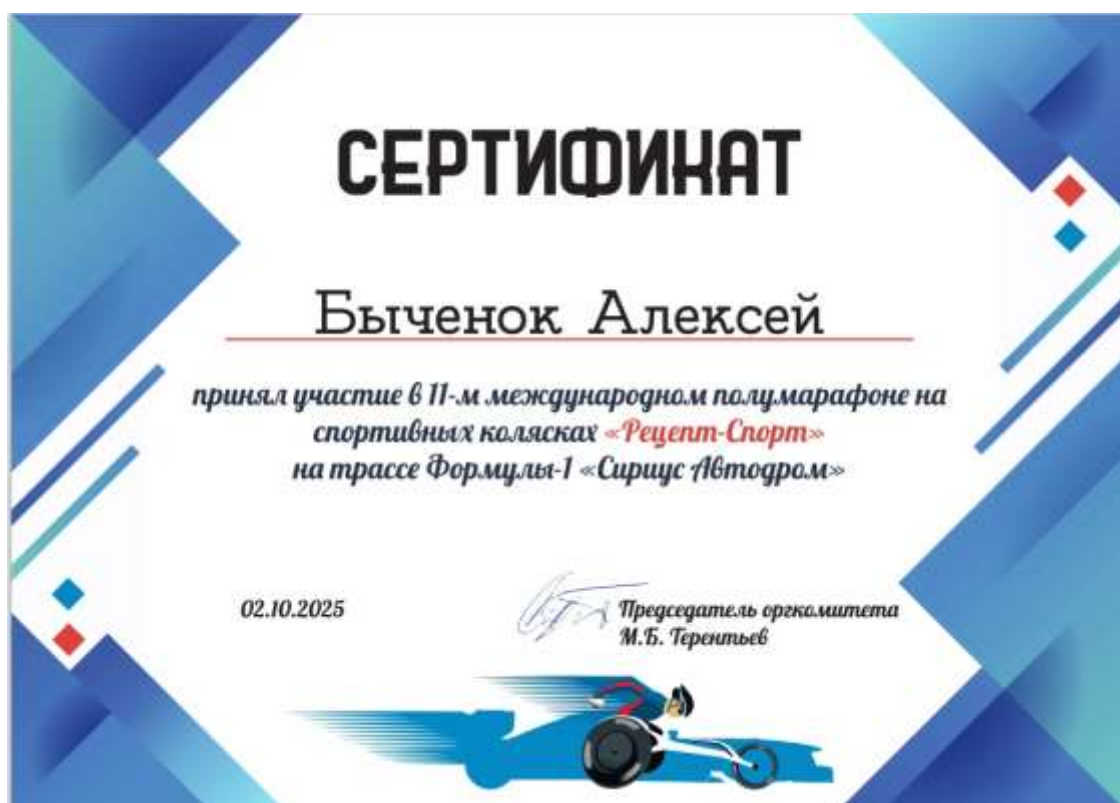 СЕРТИФИКАТ
Быченок Алексей
принял участие в 11-м международном полумарафоне на
спортивных колясках «Рецепт-Спорт»
на трассе Формулы-1 «Сириус Автодром»
02.10.2025
Председатель оргкомитета
М.Б. Терентьев